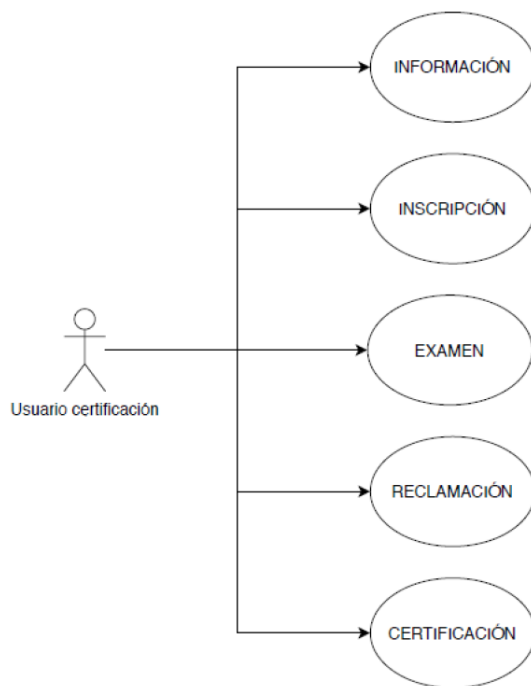 INFORMACIÓN
INSCRIPCIÓN
EXAMEN
Usuario certificación
RECLAMACIÓN
CERTIFICACIÓN